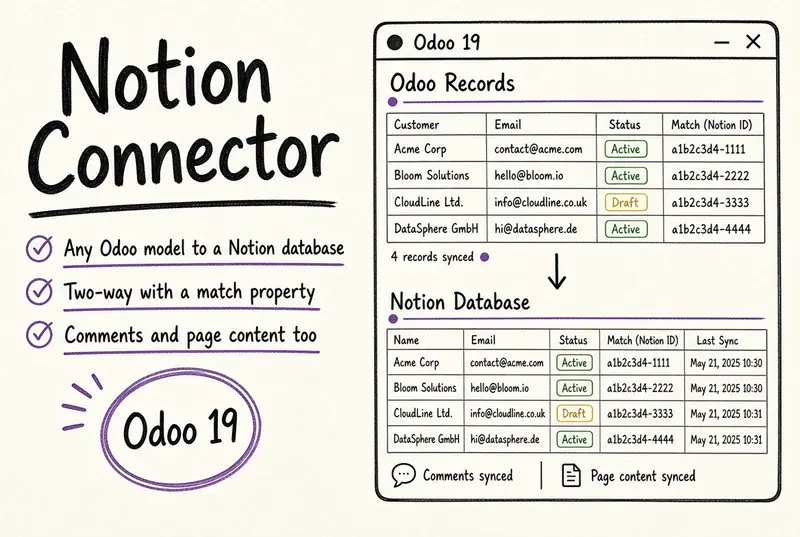 Notion
Connector
Any Odoo model to a Notion database
Two-way with a match property
Comments and page content too
Odoo 19
Odoo 19
Odoo Records
Customer Email Status Match (Notion ID)
Acme Corp contact@acme.com Active a1b2c3d4-1111
Bloom Solutions hello@bloom.io Active a1b2c3d4-2222
CloudLine Ltd. info@cloudline.co.uk Draft a1b2c3d4-3333
DataSphere GmbH hi@datasphere.de Active a1b2c3d4-4444
4 records synced
Notion Database
Name Email Status Match (Notion ID) Last Sync
Acme Corp contact@acme.com Active a1b2c3d4-1111 May 21, 2025 10:30
Bloom Solutions hello@bloom.io Active a1b2c3d4-2222 May 21, 2025 10:30
CloudLine Ltd. info@cloudline.co.uk Draft a1b2c3d4-3333 May 21, 2025 10:31
DataSphere GmbH hi@datasphere.de Active a1b2c3d4-4444 May 21, 2025 10:31
Comments synced
Page content synced